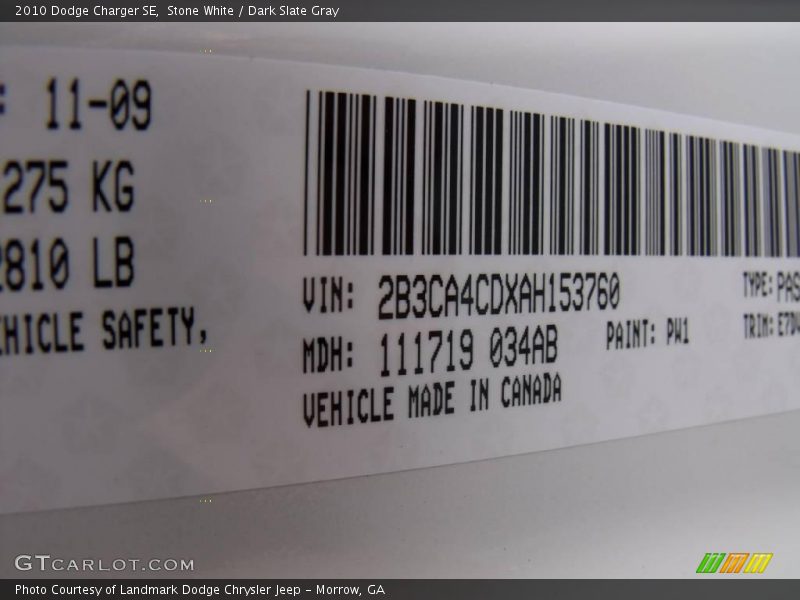 2010 Dodge Charger SE,  Stone White / Dark Slate Gray
: 11-09
275 KG
2810 LB
EHICLE SAFETY,
VIN: 2B3CA4CDXAH153760
TYPE: PAS
MDH: 111719 034AB
PAINT: PW1
TRIM:
VEHICLE MADE IN CANADA
GTCARLOT.COM
Photo Courtesy of Landmark Dodge Chrysler Jeep – Morrow, GA